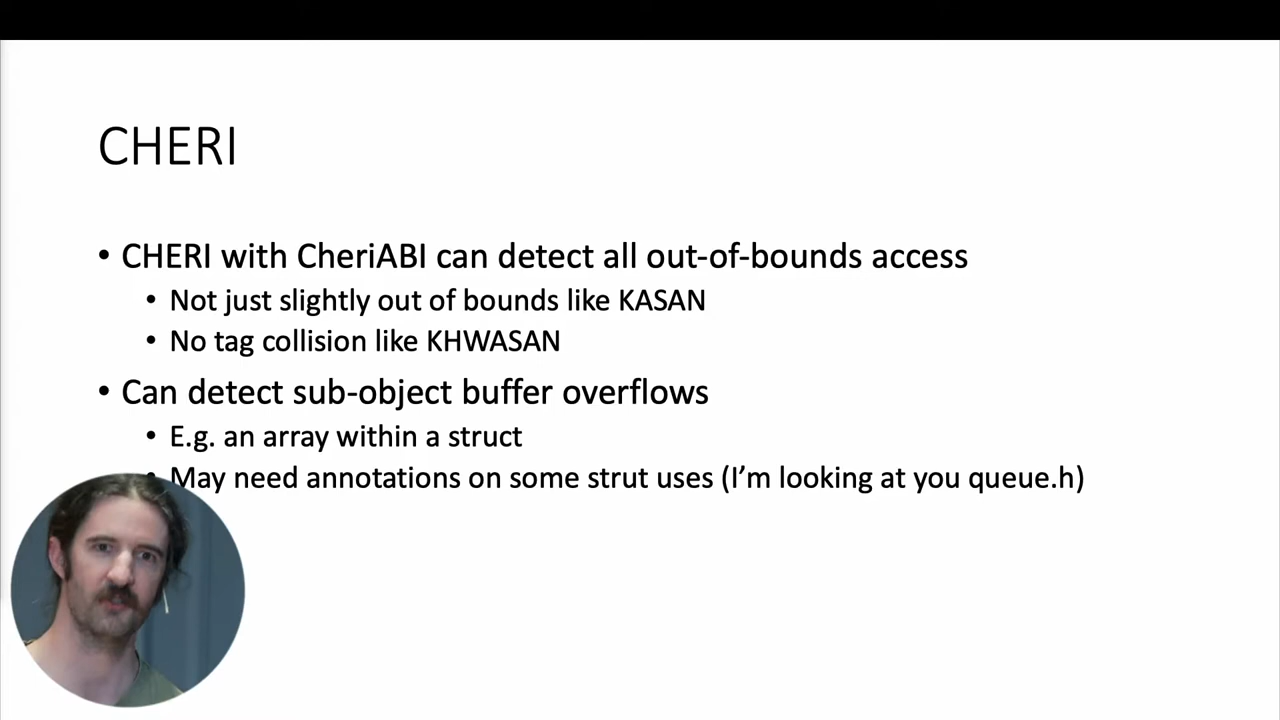 CHERI
• CHERI with CheriABI can detect all out-of-bounds access
• Not just slightly out of bounds like KASAN
• No tag collision like KHWASAN
• Can detect sub-object buffer overflows
• E.g. an array within a struct
• May need annotations on some strut uses (I'm looking at you queue.h)